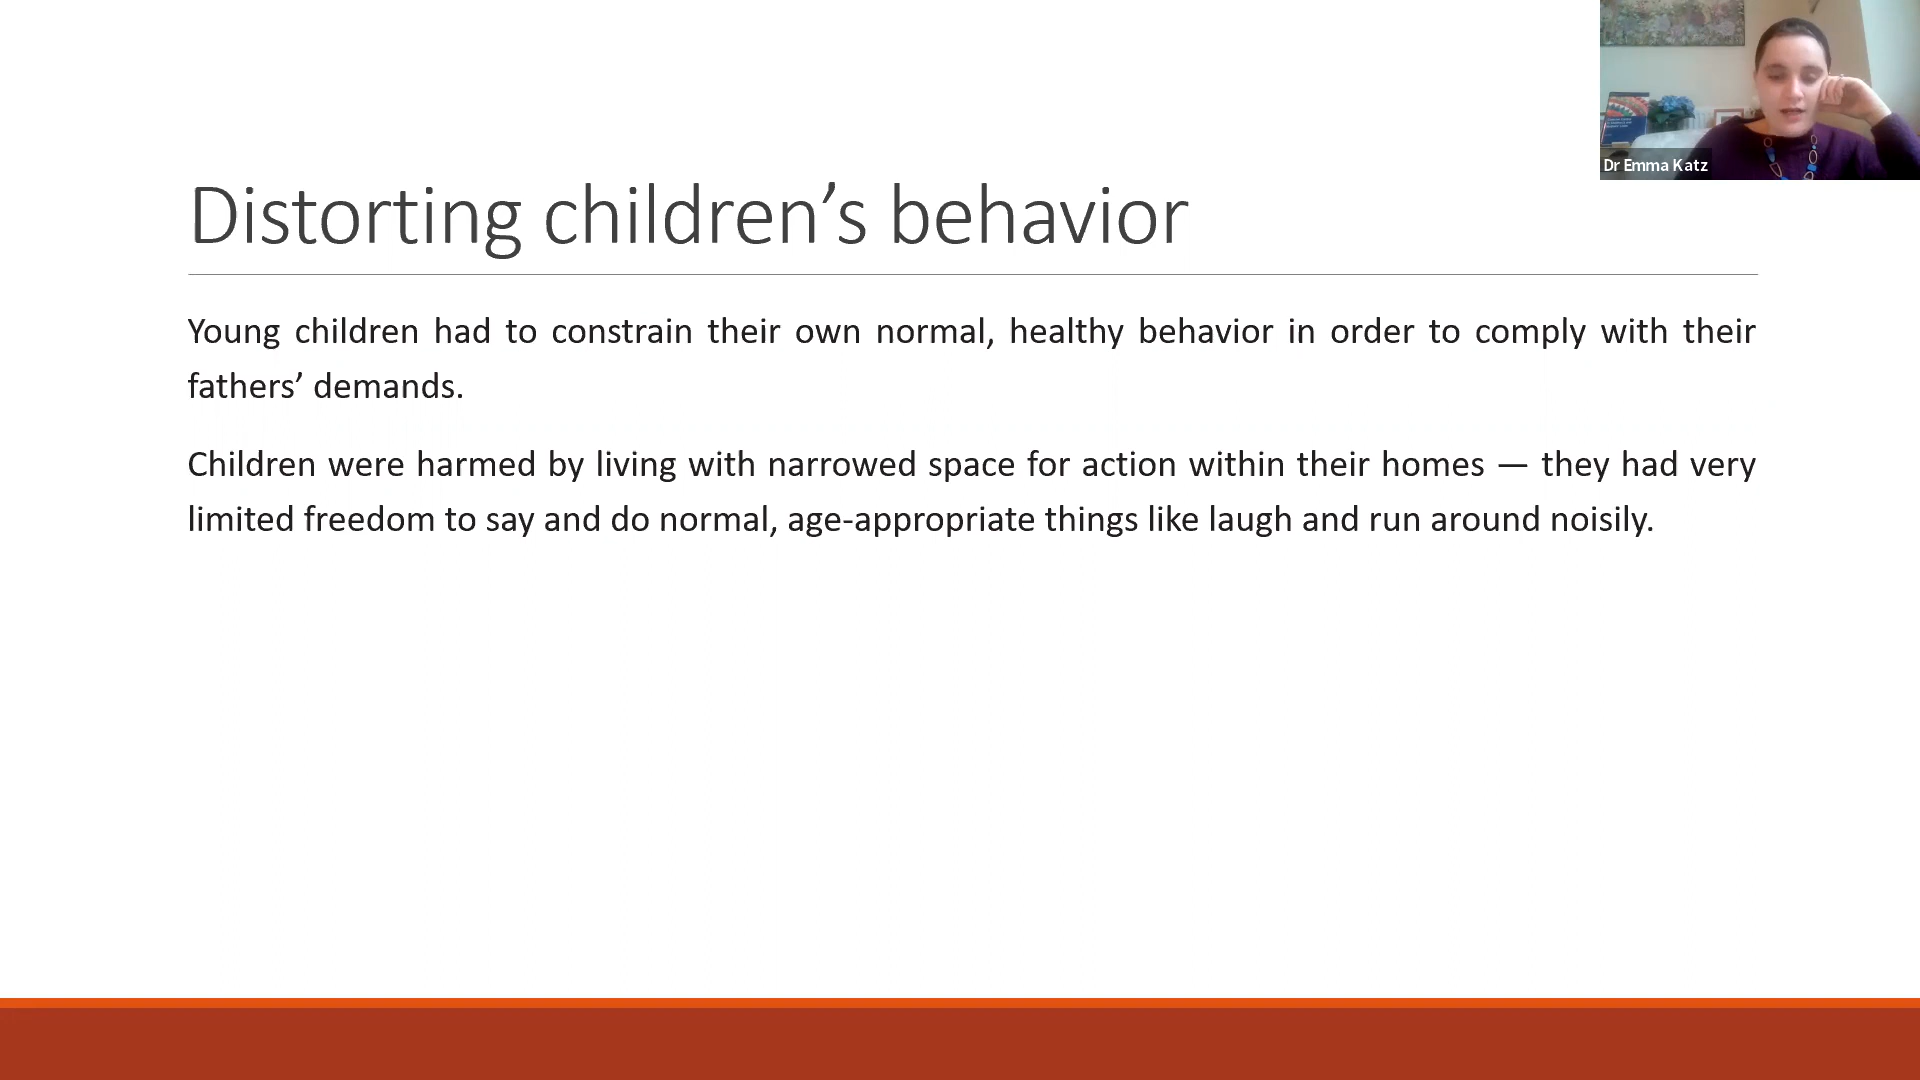 Dr Emma Katz
Distorting children’s behavior
Young children had to constrain their own normal, healthy behavior in order to comply with their
fathers’ demands.
Children were harmed by living with narrowed space for action within their homes — they had very
limited freedom to say and do normal, age-appropriate things like laugh and run around noisily.